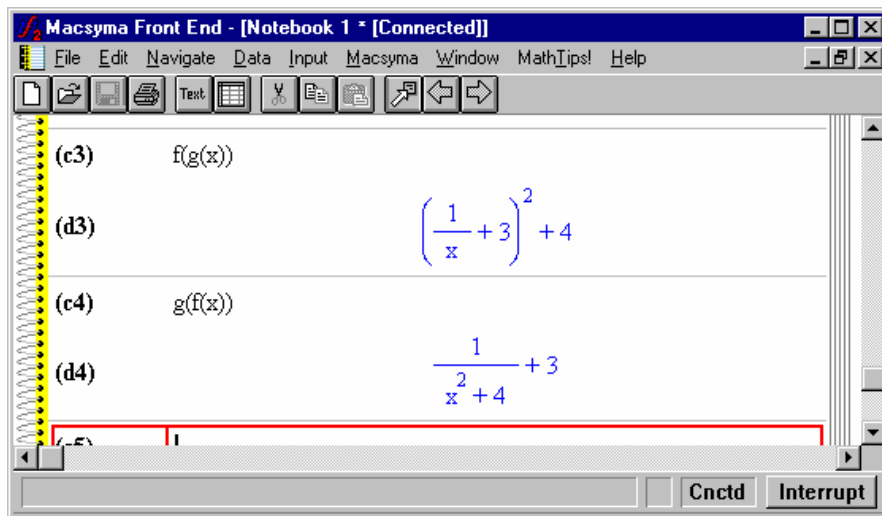 Macsyma Front End - [Notebook 1 * [Connected]]
File Edit Navigate Data Input Macsyma Window MathTips! Help
Text
(c3) f(g(x))
(d3) (1/x + 3)^2 + 4
(c4) g(f(x))
(d4) 1/(x^2 + 4) + 3
Cnctd Interrupt